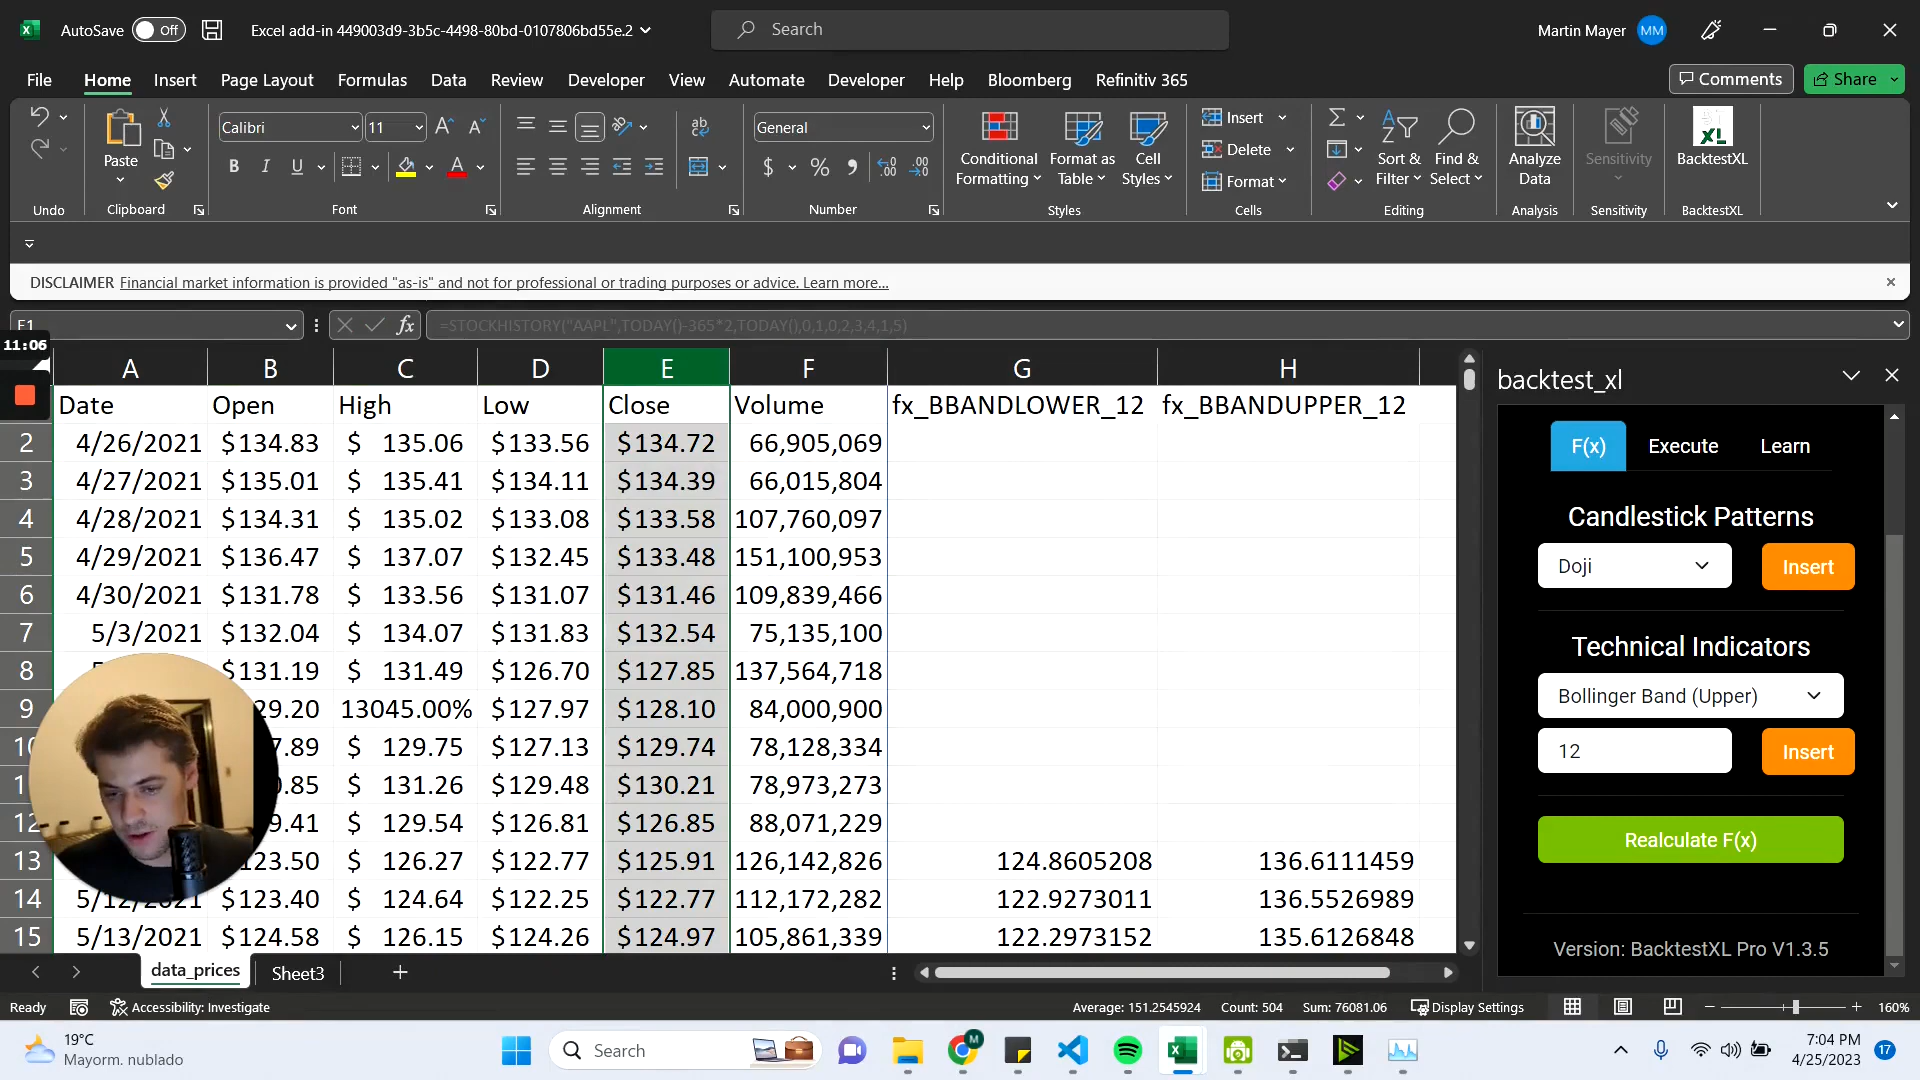 AutoSave Off Excel add-in 449003d9-3b5c-4498-80bd-0107806bd55e.2 Search Martin Mayer MM
File Home Insert Page Layout Formulas Data Review Developer View Automate Developer Help Bloomberg Refinitiv 365 Comments Share
Paste
Calibri 11
B I U A
General
$ % ,
Conditional Formatting
Format as Table
Cell Styles
Insert
Delete
Format
Sort & Filter
Find & Select
Analyze Data
Sensitivity
BacktestXL
Undo Clipboard Font Alignment Number Styles Cells Editing Analysis Sensitivity BacktestXL
DISCLAIMER Financial market information is provided "as-is" and not for professional or trading purposes or advice. Learn more...
E1 fx =STOCKHISTORY("AAPL",TODAY()-365*2,TODAY(),0,1,0,2,3,4,1,5)
11:06
A B C D E F G H
Date Open High Low Close Volume fx_BBANDLOWER_12 fx_BBANDUPPER_12
2 4/26/2021 $134.83 $ 135.06 $133.56 $134.72 66,905,069
3 4/27/2021 $135.01 $ 135.41 $134.11 $134.39 66,015,804
4 4/28/2021 $134.31 $ 135.02 $133.08 $133.58 107,760,097
5 4/29/2021 $136.47 $ 137.07 $132.45 $133.48 151,100,953
6 4/30/2021 $131.78 $ 133.56 $131.07 $131.46 109,839,466
7 5/3/2021 $132.04 $ 134.07 $131.83 $132.54 75,135,100
8 $131.19 $ 131.49 $126.70 $127.85 137,564,718
9 29.20 13045.00% $127.97 $128.10 84,000,900
10 7.89 $ 129.75 $127.13 $129.74 78,128,334
.85 $ 131.26 $129.48 $130.21 78,973,273
12 9.41 $ 129.54 $126.81 $126.85 88,071,229
13 23.50 $ 126.27 $122.77 $125.91 126,142,826 124.8605208 136.6111459
14 5/12/2021 $123.40 $ 124.64 $122.25 $122.77 112,172,282 122.9273011 136.5526989
15 5/13/2021 $124.58 $ 126.15 $124.26 $124.97 105,861,339 122.2973152 135.6126848
backtest_xl
F(x) Execute Learn
Candlestick Patterns
Doji Insert
Technical Indicators
Bollinger Band (Upper)
12 Insert
Realculate F(x)
Version: BacktestXL Pro V1.3.5
data_prices Sheet3
Ready Accessibility: Investigate Average: 151.2545924 Count: 504 Sum: 76081.06 Display Settings 160%
19°C
Mayorm. nublado
Search
M
7:04 PM
4/25/2023
17